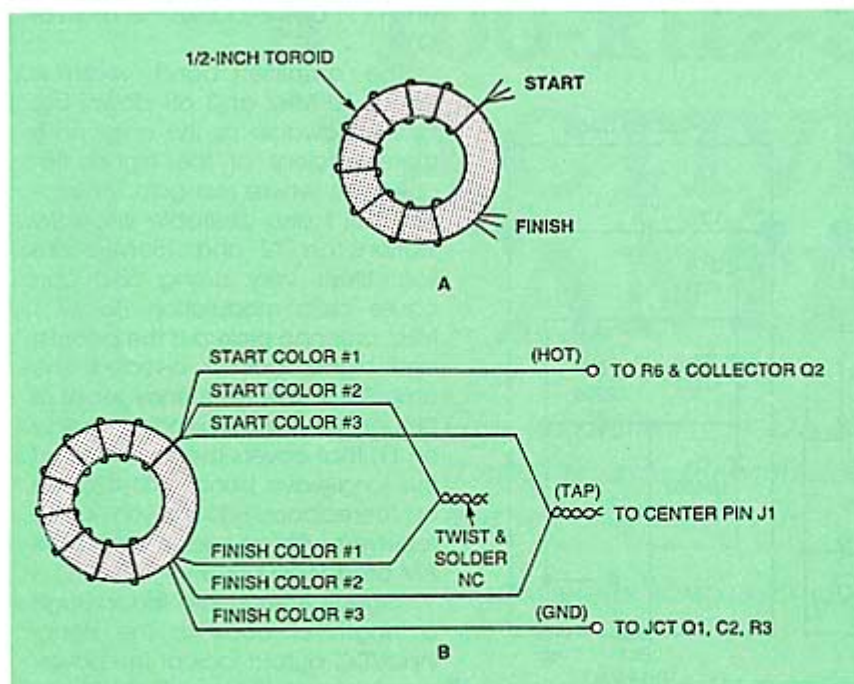 1/2-INCH TOROID
START
FINISH
A
START COLOR #1
(HOT)
TO R6 & COLLECTOR Q2
START COLOR #2
START COLOR #3
(TAP)
TO CENTER PIN J1
TWIST &
SOLDER
NC
FINISH COLOR #1
FINISH COLOR #2
FINISH COLOR #3
(GND)
TO JCT Q1, C2, R3
B